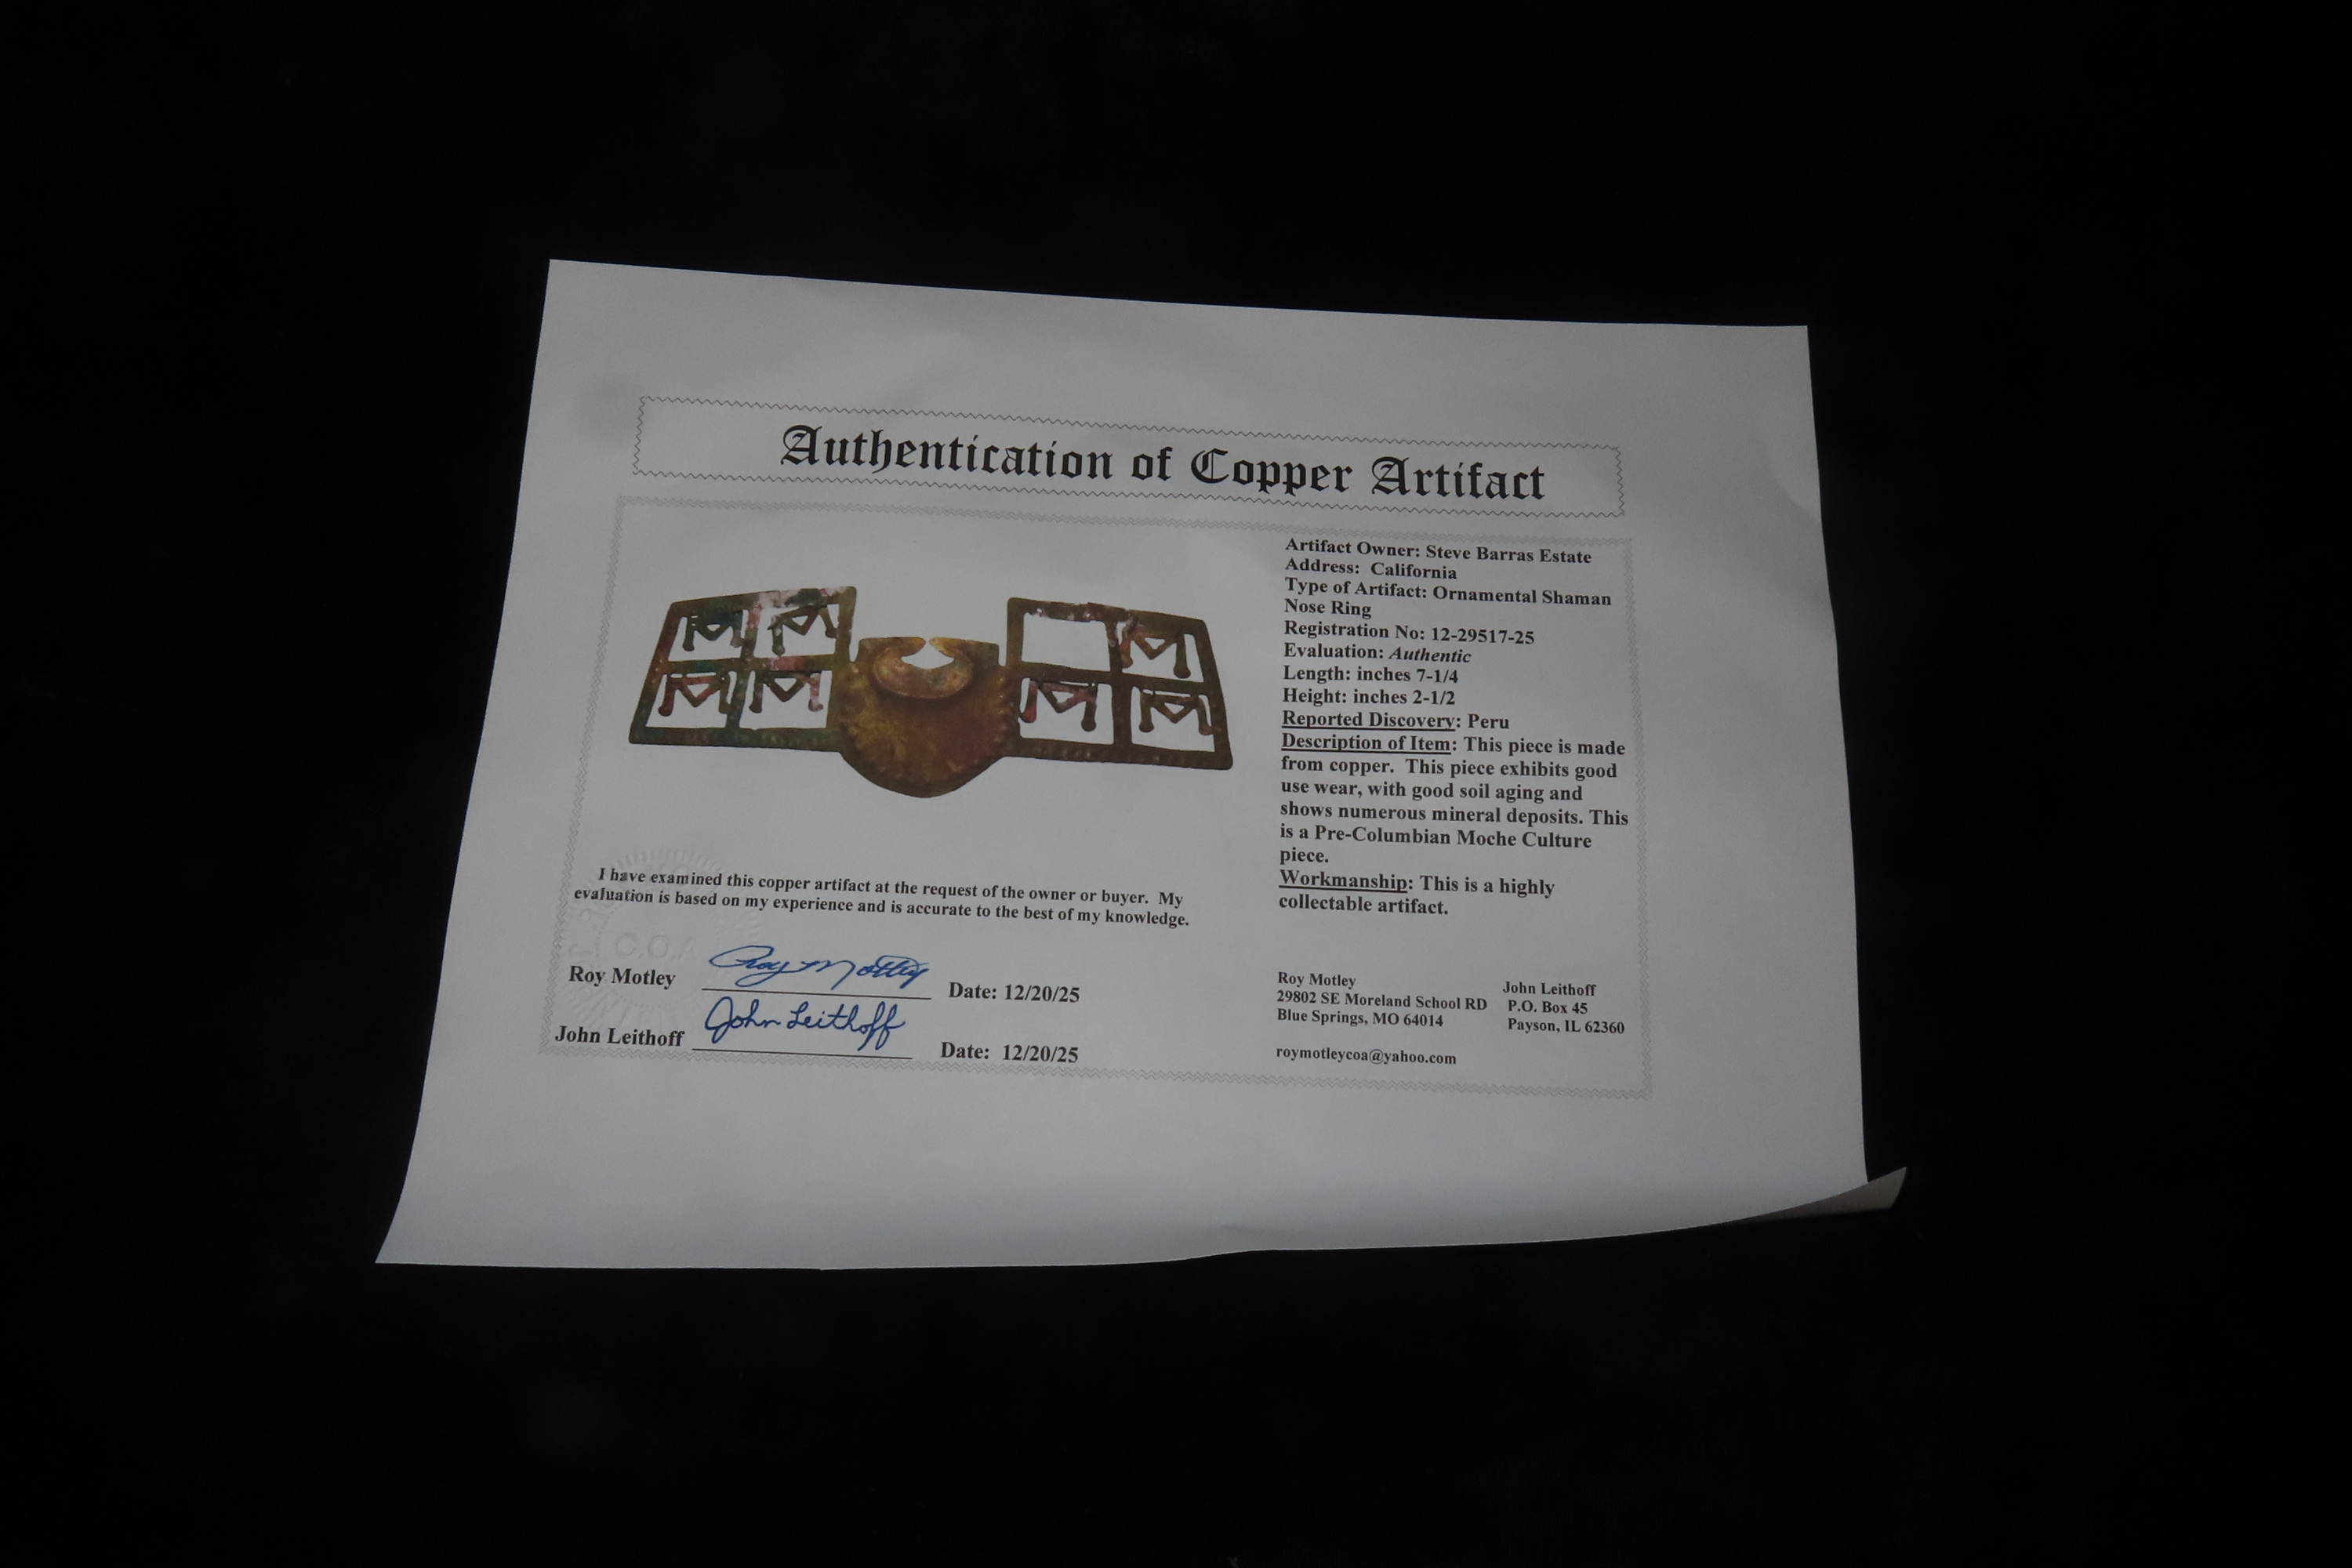 Authentication of Copper Artifact
Artifact Owner: Steve Barras Estate
Address: California
Type of Artifact: Ornamental Shaman
Nose Ring
Registration No: 12-29517-25
Evaluation: Authentic
Length: inches 7-1/4
Height: inches 2-1/2
Reported Discovery: Peru
Description of Item: This piece is made
from copper. This piece exhibits good
use wear, with good soil aging and
shows numerous mineral deposits. This
is a Pre-Columbian Moche Culture
piece.
Workmanship: This is a highly
collectable artifact.
I have examined this copper artifact at the request of the owner or buyer. My
evaluation is based on my experience and is accurate to the best of my knowledge.
Roy Motley Roy Motley Date: 12/20/25
John Leithoff John Leithoff Date: 12/20/25
Roy Motley
29802 SE Moreland School RD
Blue Springs, MO 64014
roymotleycoa@yahoo.com
John Leithoff
P.O. Box 45
Payson, IL 62360